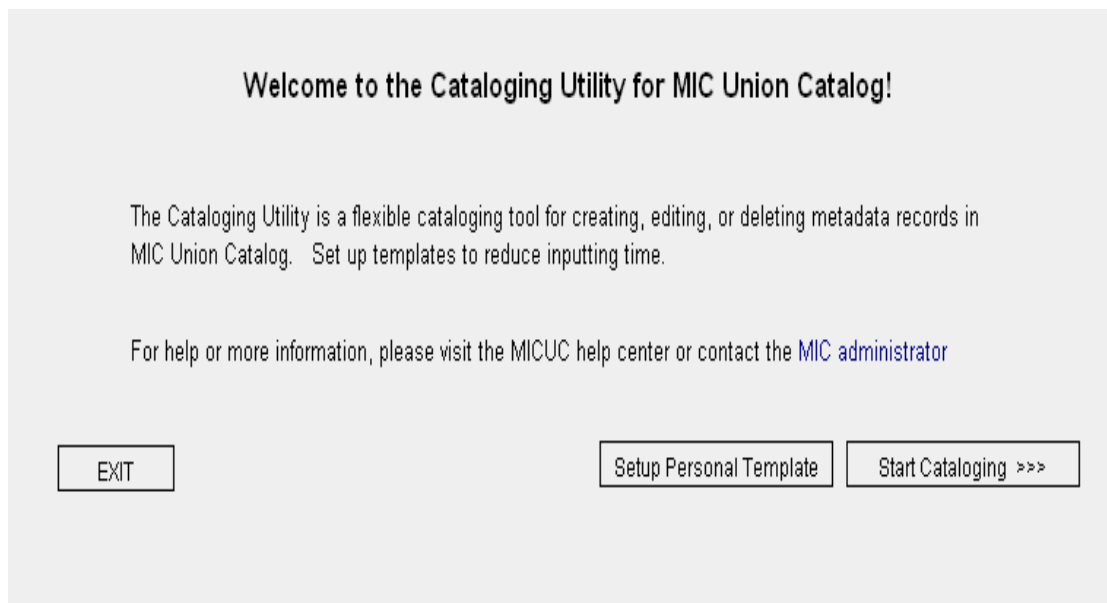 Welcome to the Cataloging Utility for MIC Union Catalog!
The Cataloging Utility is a flexible cataloging tool for creating, editing, or deleting metadata records in
MIC Union Catalog.   Set up templates to reduce inputting time.
For help or more information, please visit the MICUC help center or contact the MIC administrator
EXIT
Setup Personal Template
Start Cataloging >>>